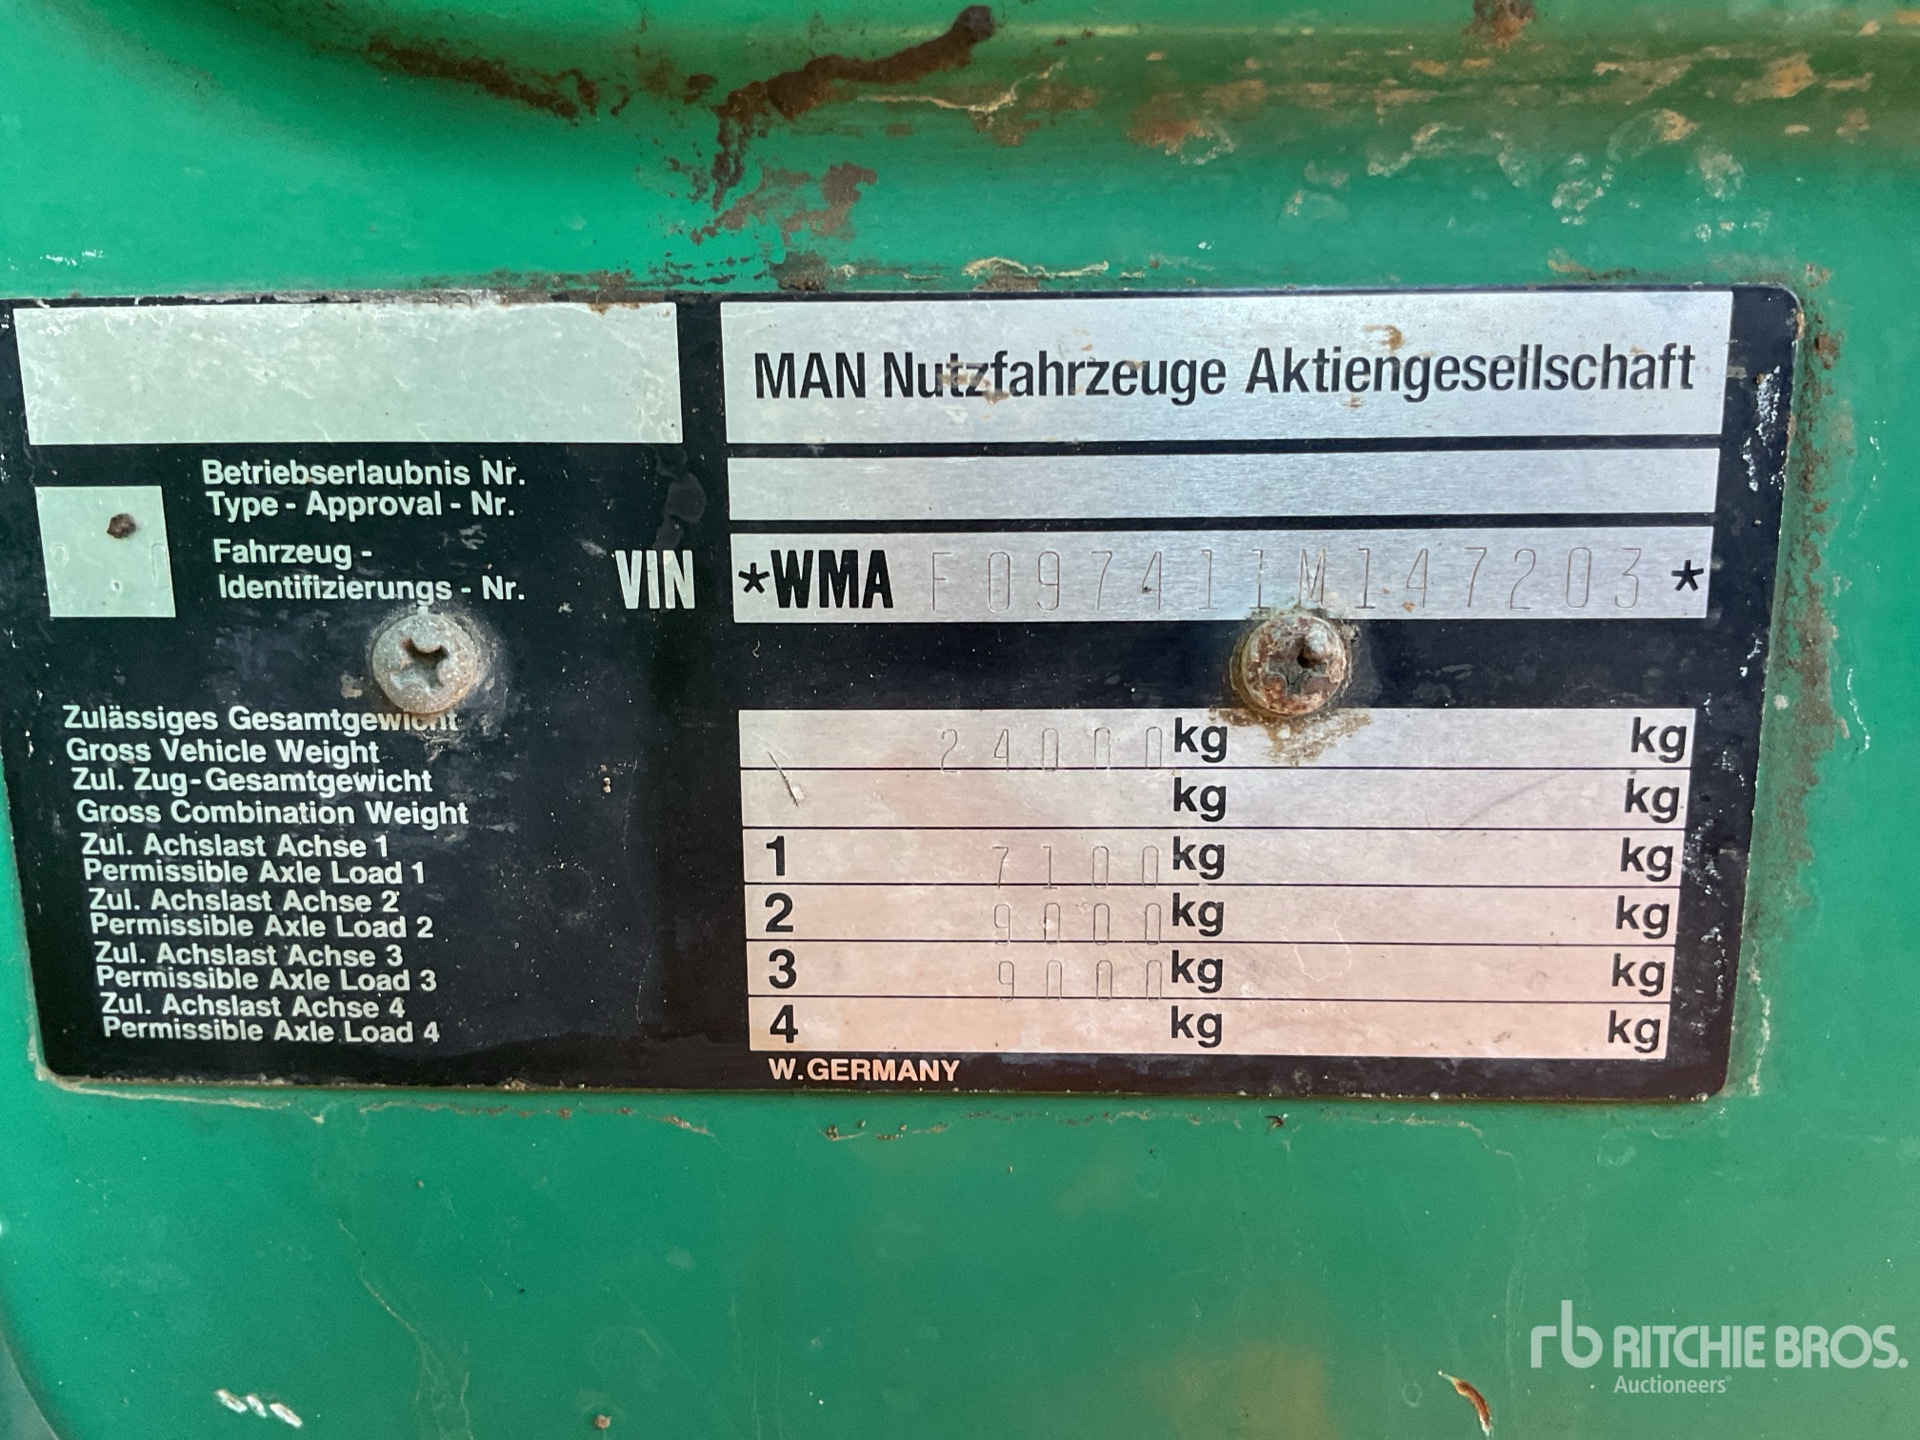 MAN Nutzfahrzeuge Aktiengesellschaft
Betriebserlaubnis Nr.
Type - Approval - Nr.
Fahrzeug -
Identifizierungs - Nr.
VIN *WMA F097411M147203*
Zulässiges Gesamtgewicht
Gross Vehicle Weight
24000 kg kg
Zul. Zug-Gesamtgewicht
Gross Combination Weight
kg kg
Zul. Achslast Achse 1
Permissible Axle Load 1
1 7100 kg kg
Zul. Achslast Achse 2
Permissible Axle Load 2
2 9000 kg kg
Zul. Achslast Achse 3
Permissible Axle Load 3
3 9000 kg kg
Zul. Achslast Achse 4
Permissible Axle Load 4
4 kg kg
W.GERMANY
rb RITCHIE BROS.
Auctioneers